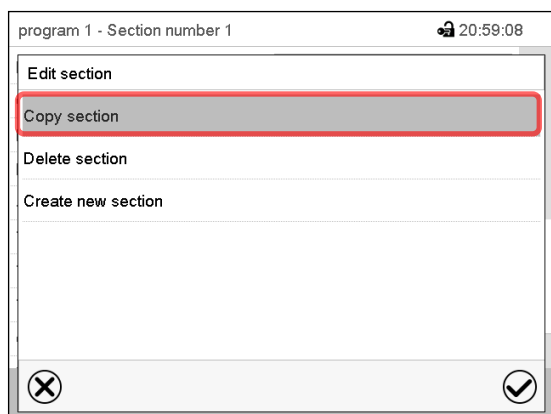 program 1 - Section number 1 20:59:08
Edit section
Copy section
Delete section
Create new section